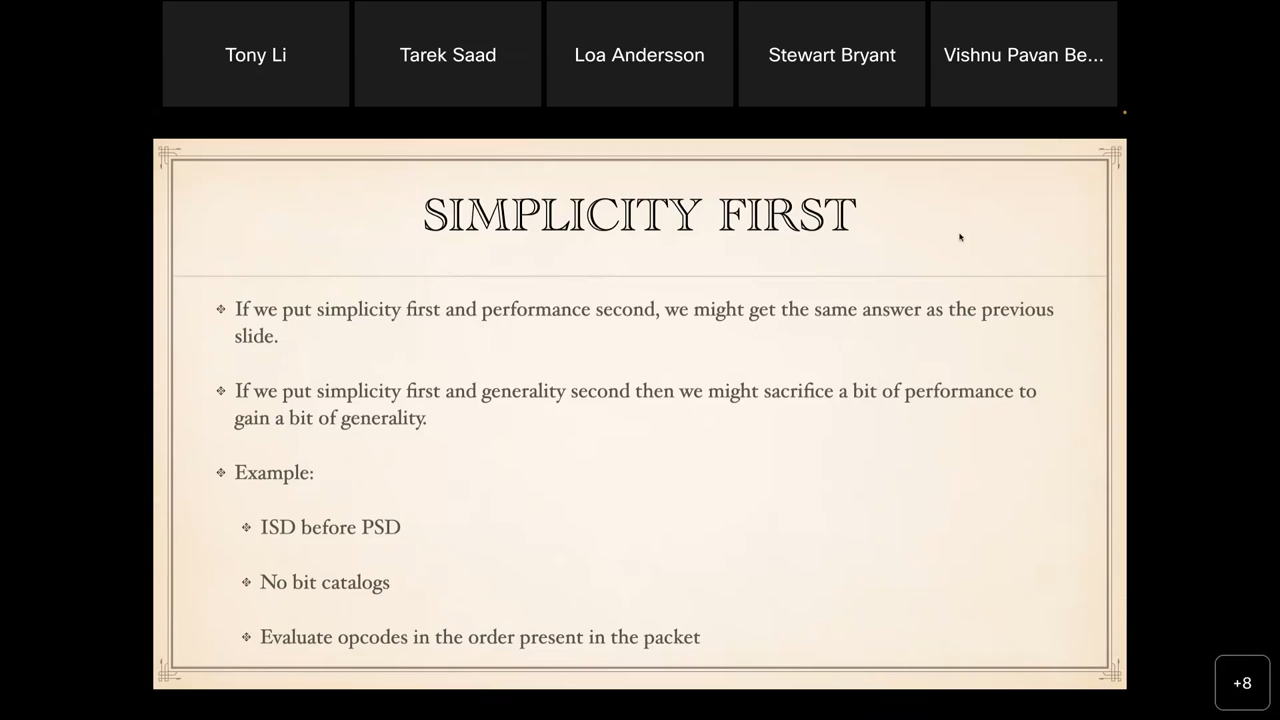 Tony Li
Tarek Saad
Loa Andersson
Stewart Bryant
Vishnu Pavan Be...
SIMPLICITY FIRST
If we put simplicity first and performance second, we might get the same answer as the previous
slide.
If we put simplicity first and generality second then we might sacrifice a bit of performance to
gain a bit of generality.
Example:
ISD before PSD
No bit catalogs
Evaluate opcodes in the order present in the packet
+8